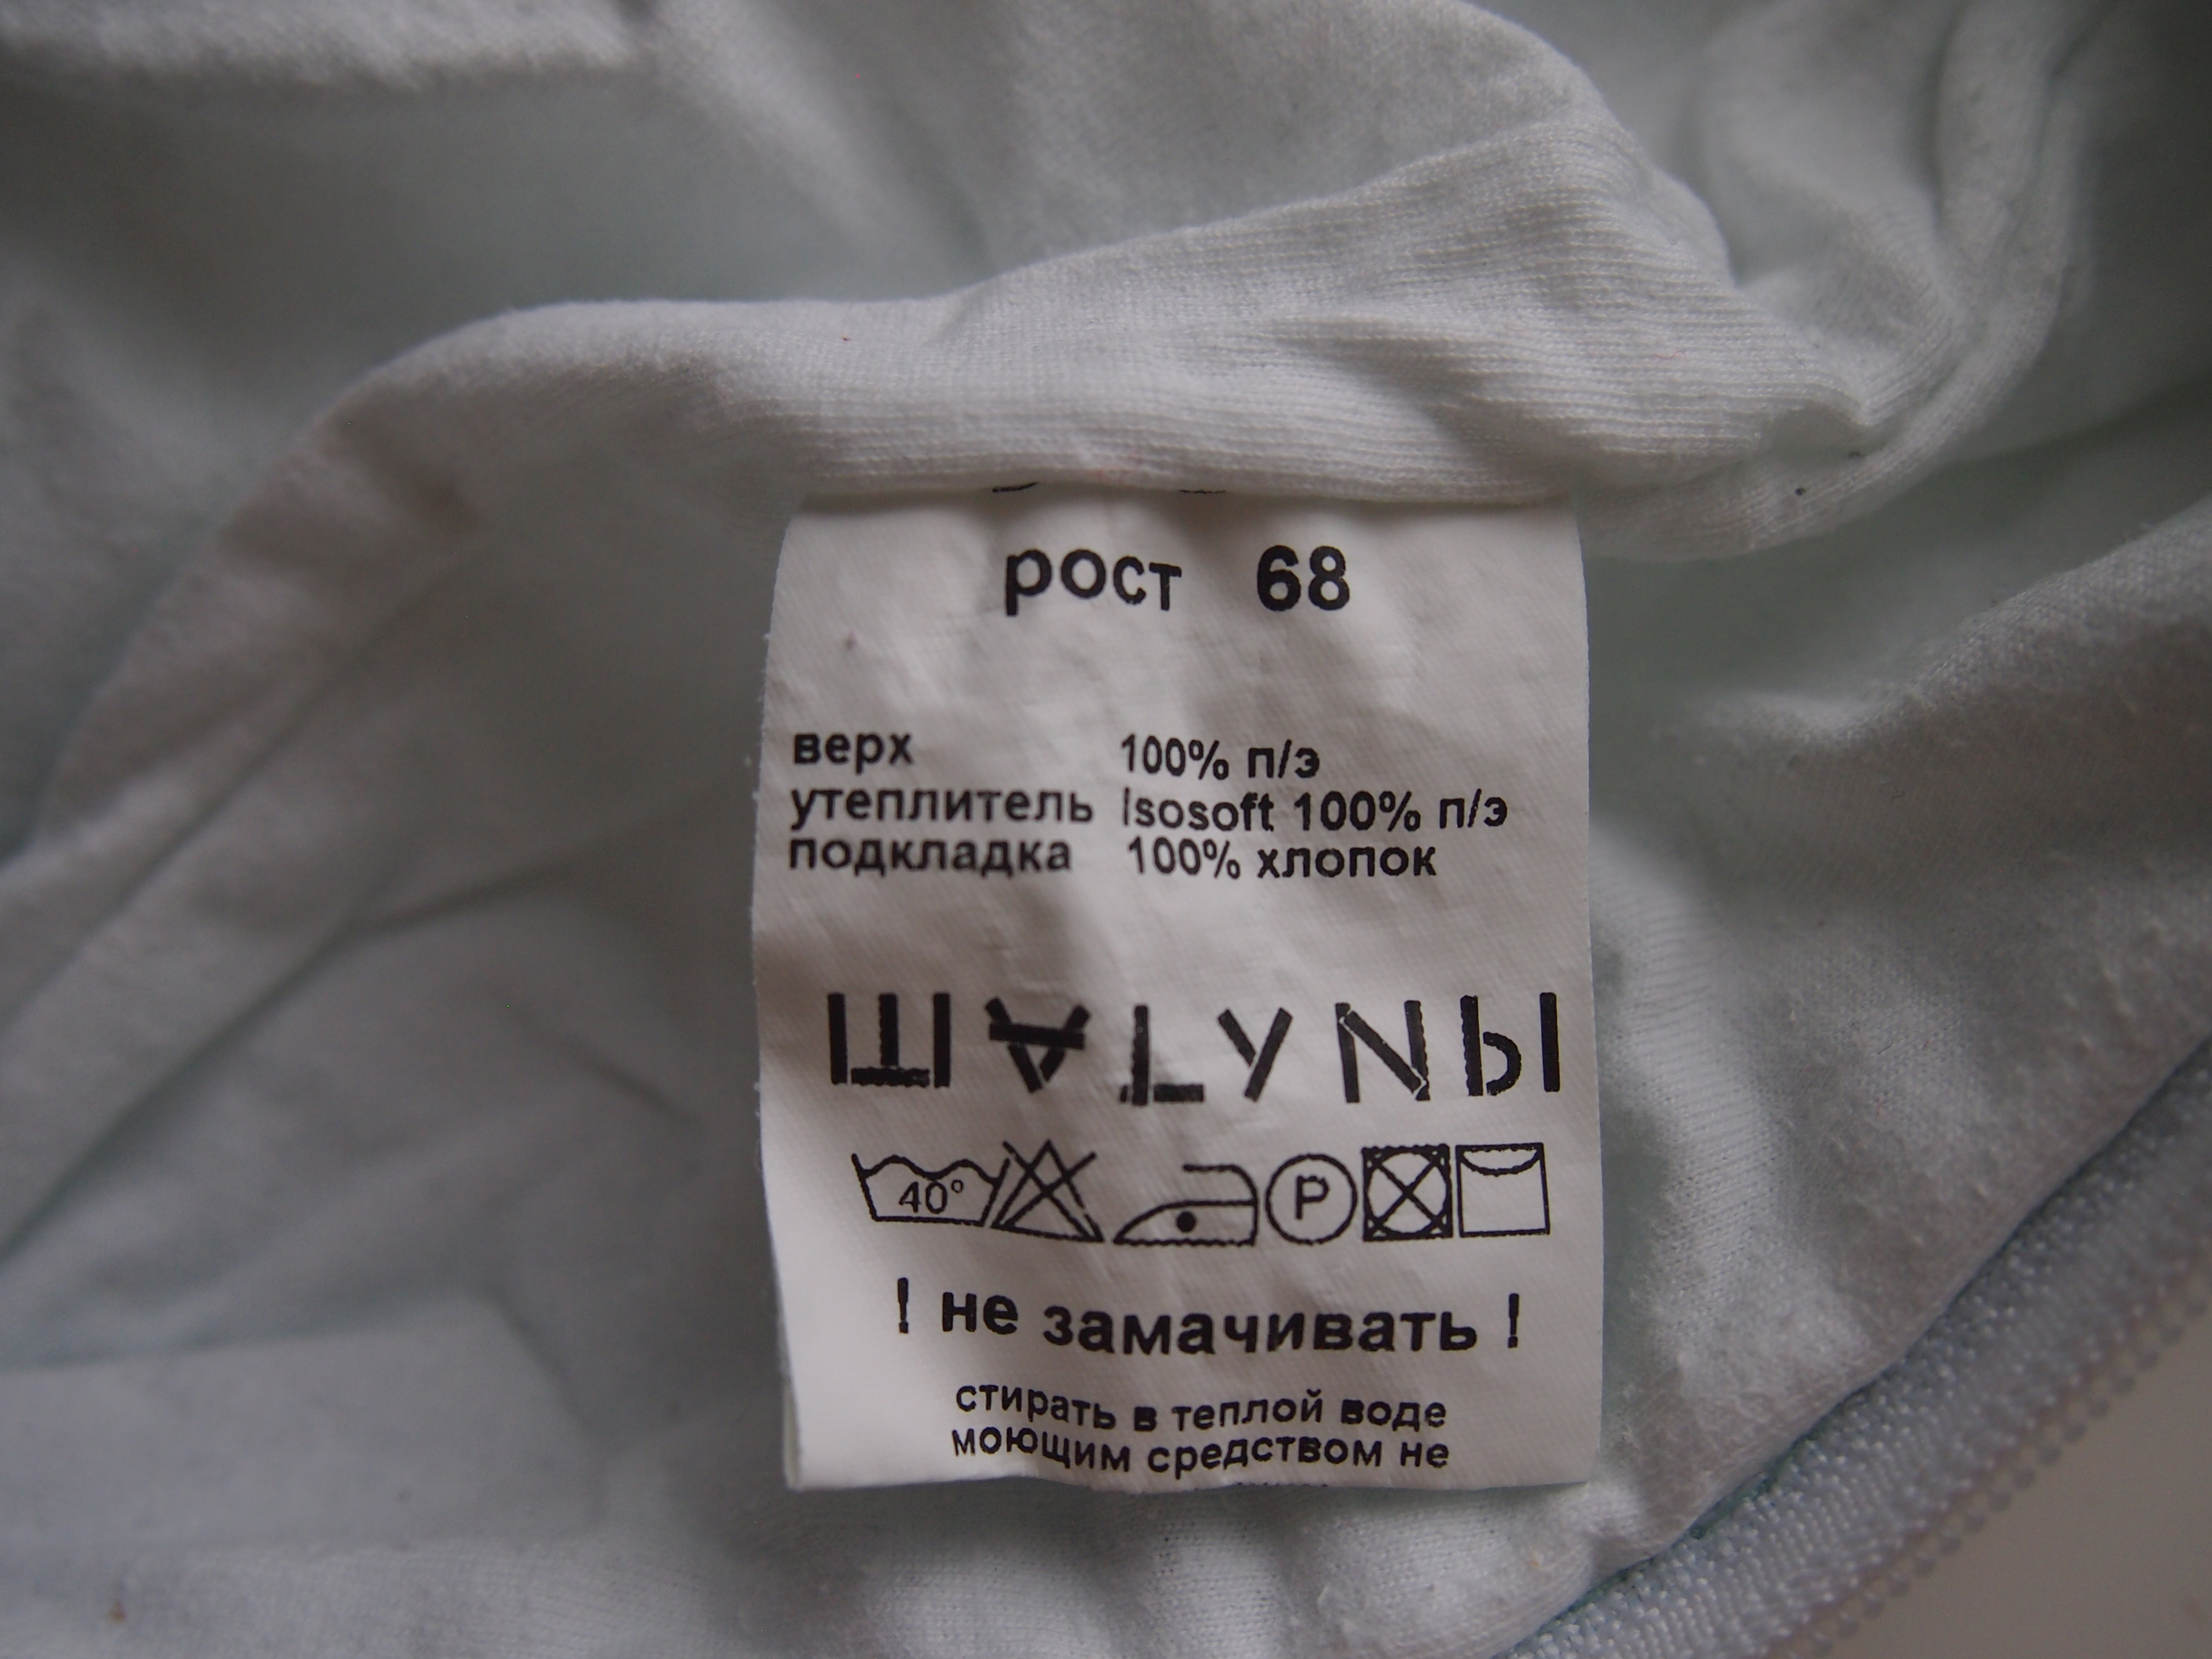 рост 68
верх 100% п/э
утеплитель Isosoft 100% п/э
подкладка 100% хлопок
ШАLУNЫ
40° P
! не замачивать !
стирать в теплой воде
моющим средством не